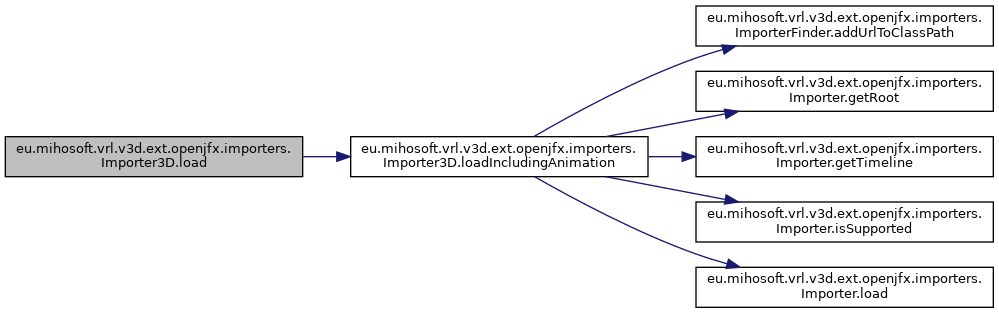 eu.mihosoft.vrl.v3d.ext.openjfx.importers.
Importer3D.load
eu.mihosoft.vrl.v3d.ext.openjfx.importers.
Importer3D.loadIncludingAnimation
eu.mihosoft.vrl.v3d.ext.openjfx.importers.
ImporterFinder.addUrlToClassPath
eu.mihosoft.vrl.v3d.ext.openjfx.importers.
Importer.getRoot
eu.mihosoft.vrl.v3d.ext.openjfx.importers.
Importer.getTimeline
eu.mihosoft.vrl.v3d.ext.openjfx.importers.
Importer.isSupported
eu.mihosoft.vrl.v3d.ext.openjfx.importers.
Importer.load